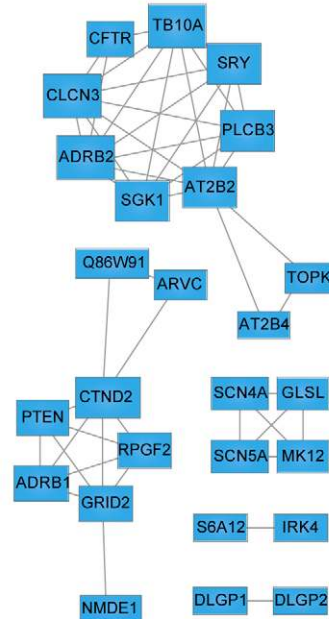 TB10A
CFTR
SRY
CLCN3
PLCB3
ADRB2
AT2B2
SGK1
Q86W91
ARVC
TOPK
AT2B4
CTND2
SCN4A
GLSL
PTEN
RPGF2
SCN5A
MK12
ADRB1
GRID2
S6A12
IRK4
NMDE1
DLGP1
DLGP2